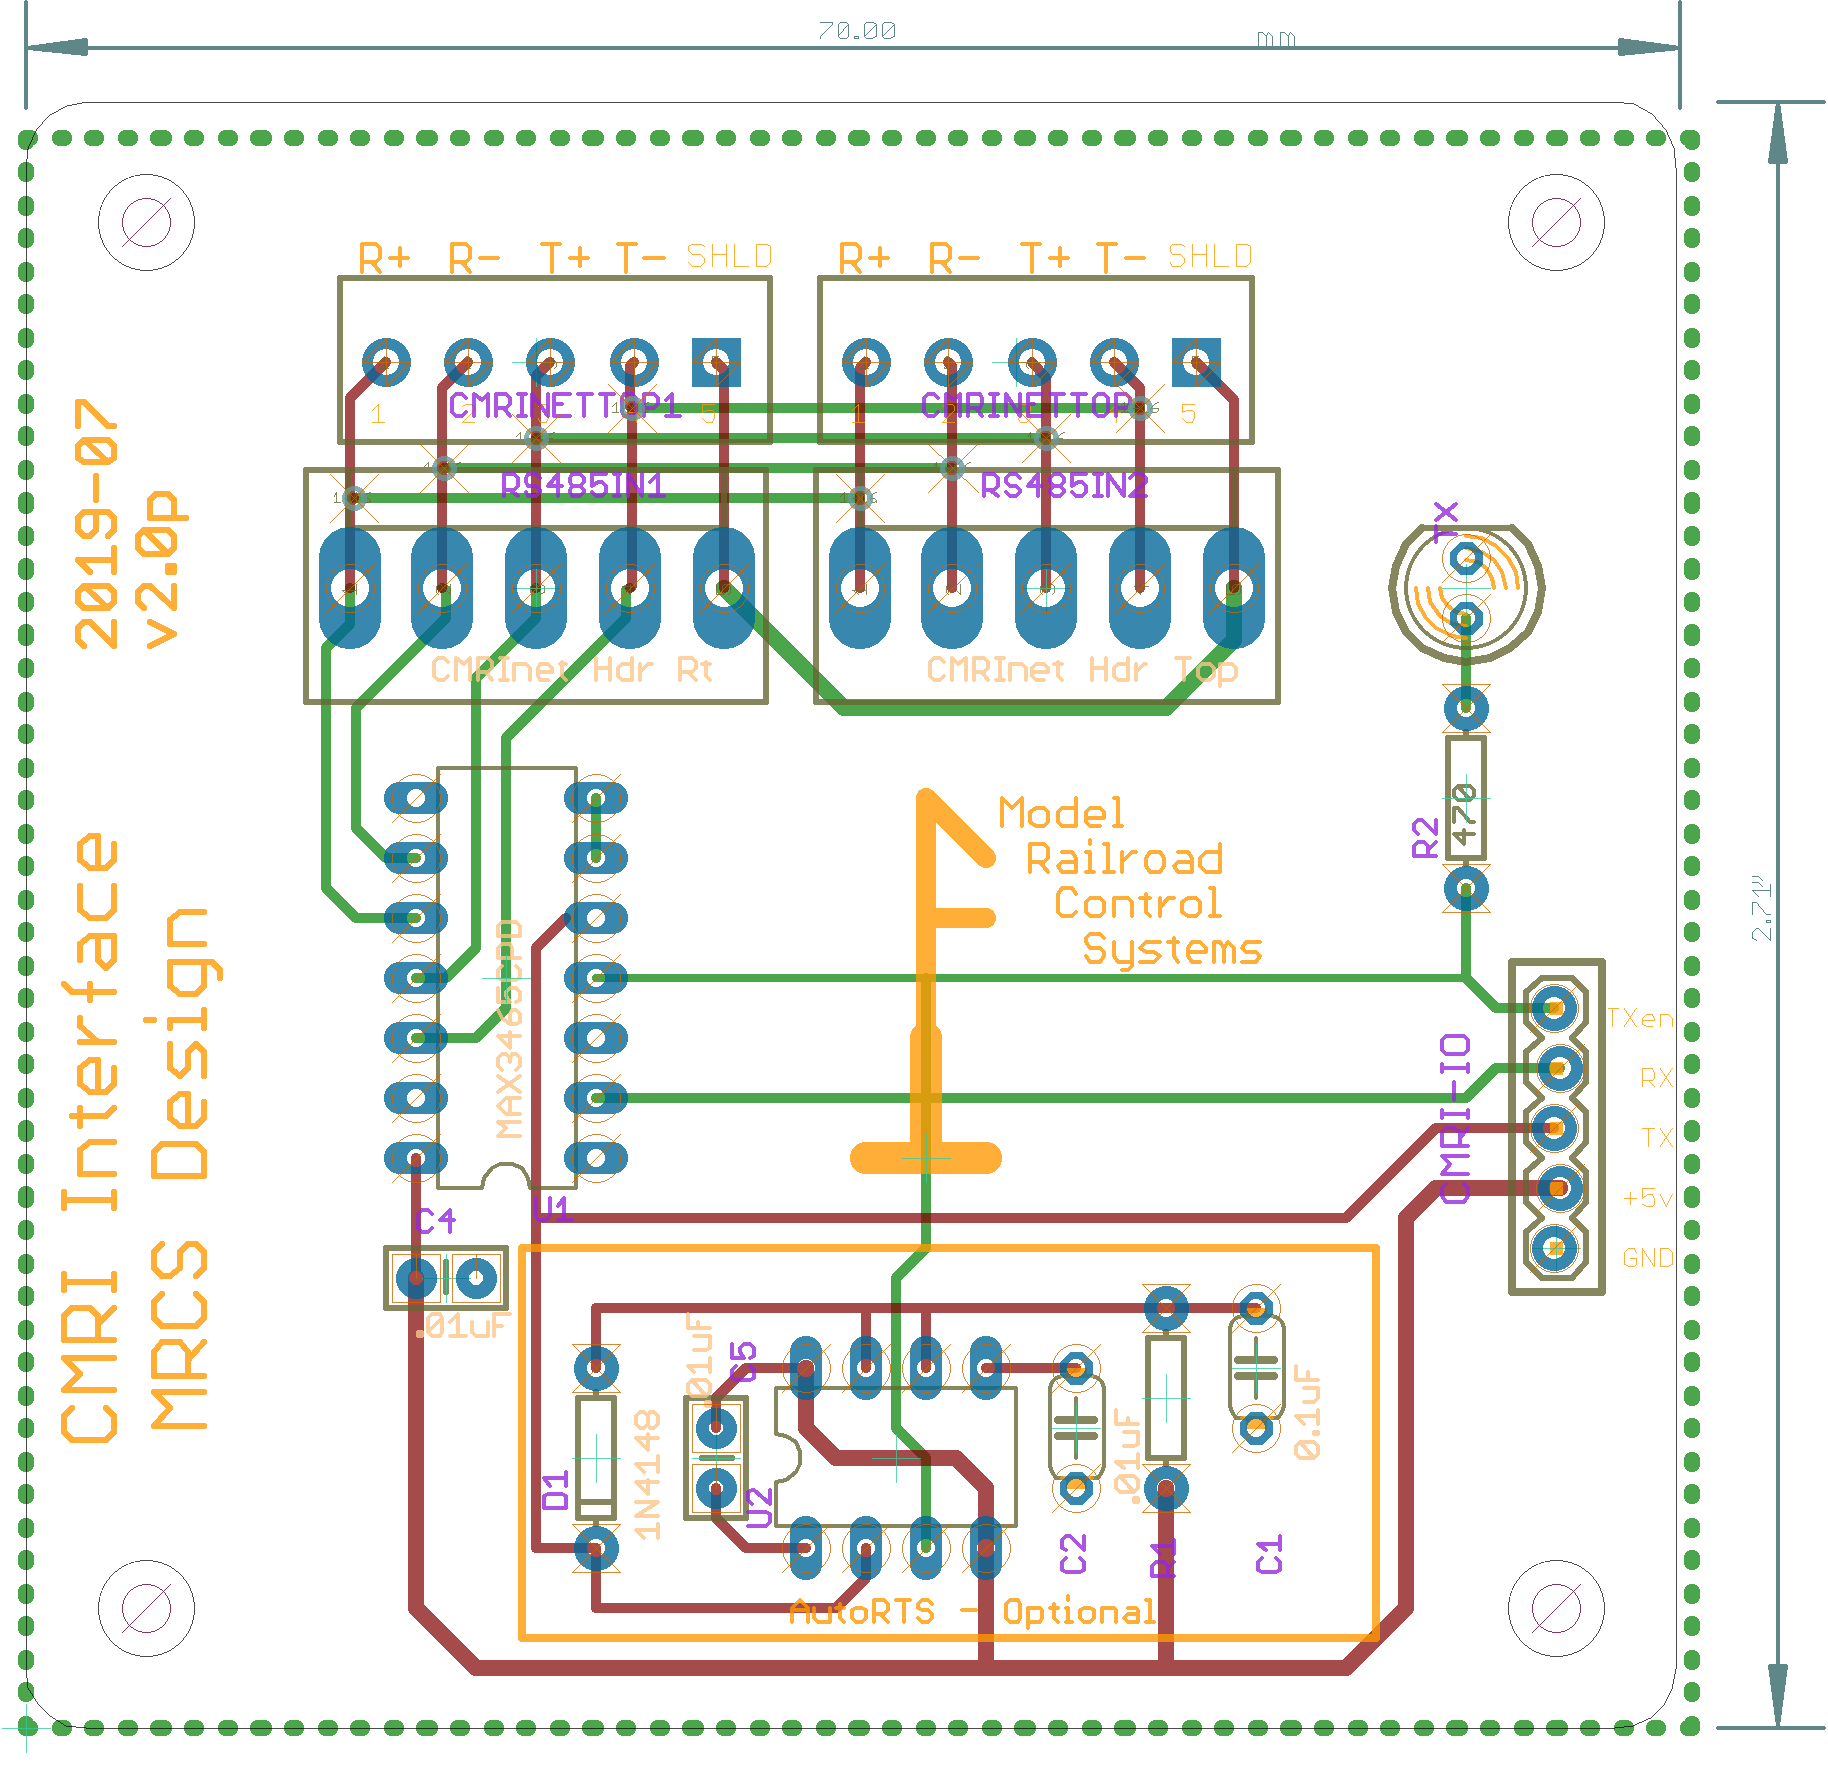 70.00 mm
R+ R- T+ T- SHLD
R+ R- T+ T- SHLD
CMRINETTOP1
CMRINETTOP
1 2 5
1 2 5
RS485IN1
RS485IN2
CMRInet Hdr Rt
CMRInet Hdr Top
2019-07
v2.0p
TX
470
R2
2.71"
Model
Railroad
Control
Systems
MAX3465CPD
U1
C4
.01uF
CMRI Interface
MRCS Design
CMRI-IO
TXen
RX
TX
+5v
GND
.01uF
C5
D1
1N4148
U2
.01uF
0.1uF
C2
R1
C1
AutoRTS - Optional